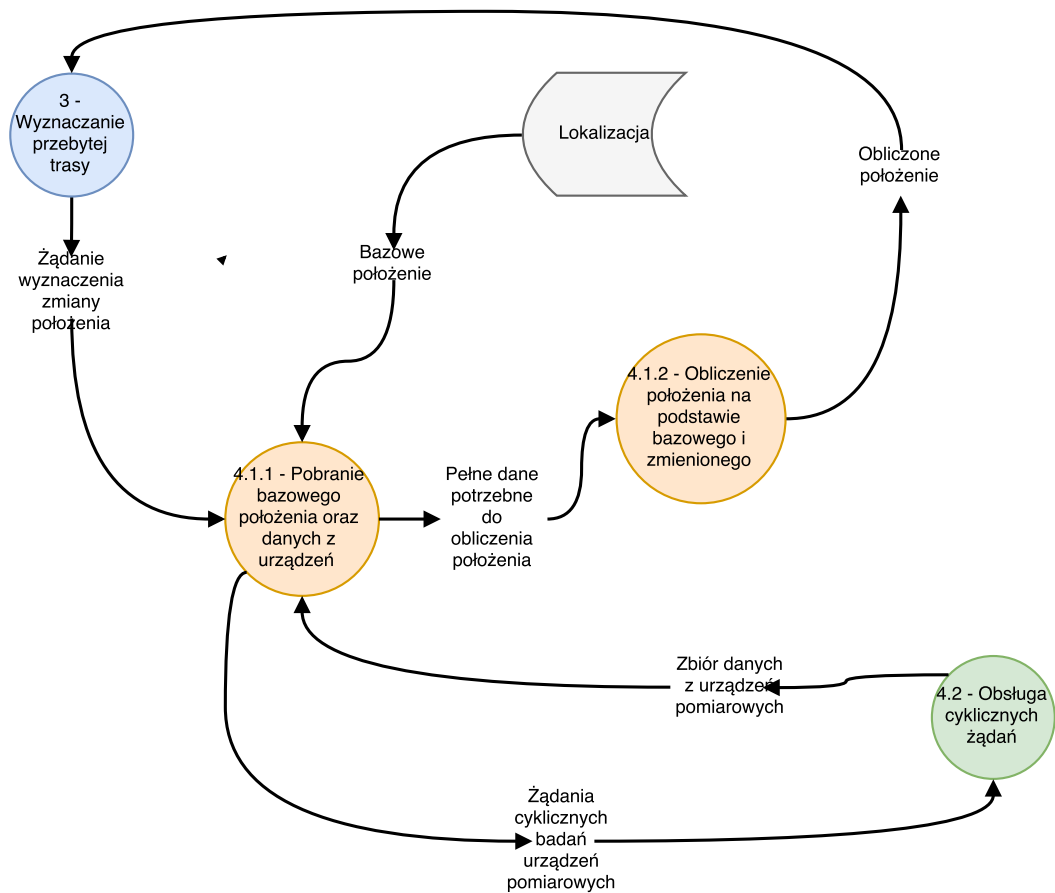 3 -
Wyznaczanie
przebytej
trasy
Lokalizacja
Obliczone
położenie
Żądanie
wyznaczenia
zmiany
położenia
Bazowe
położenie
4.1.2 - Obliczenie
położenia na
podstawie
bazowego i
zmienionego
4.1.1 - Pobranie
bazowego
położenia oraz
danych z
urządzeń
Pełne dane
potrzebne
do
obliczenia
położenia
Zbiór danych
z urządzeń
pomiarowych
4.2 - Obsługa
cyklicznych
żądań
Żądania
cyklicznych
badań
urządzeń
pomiarowych